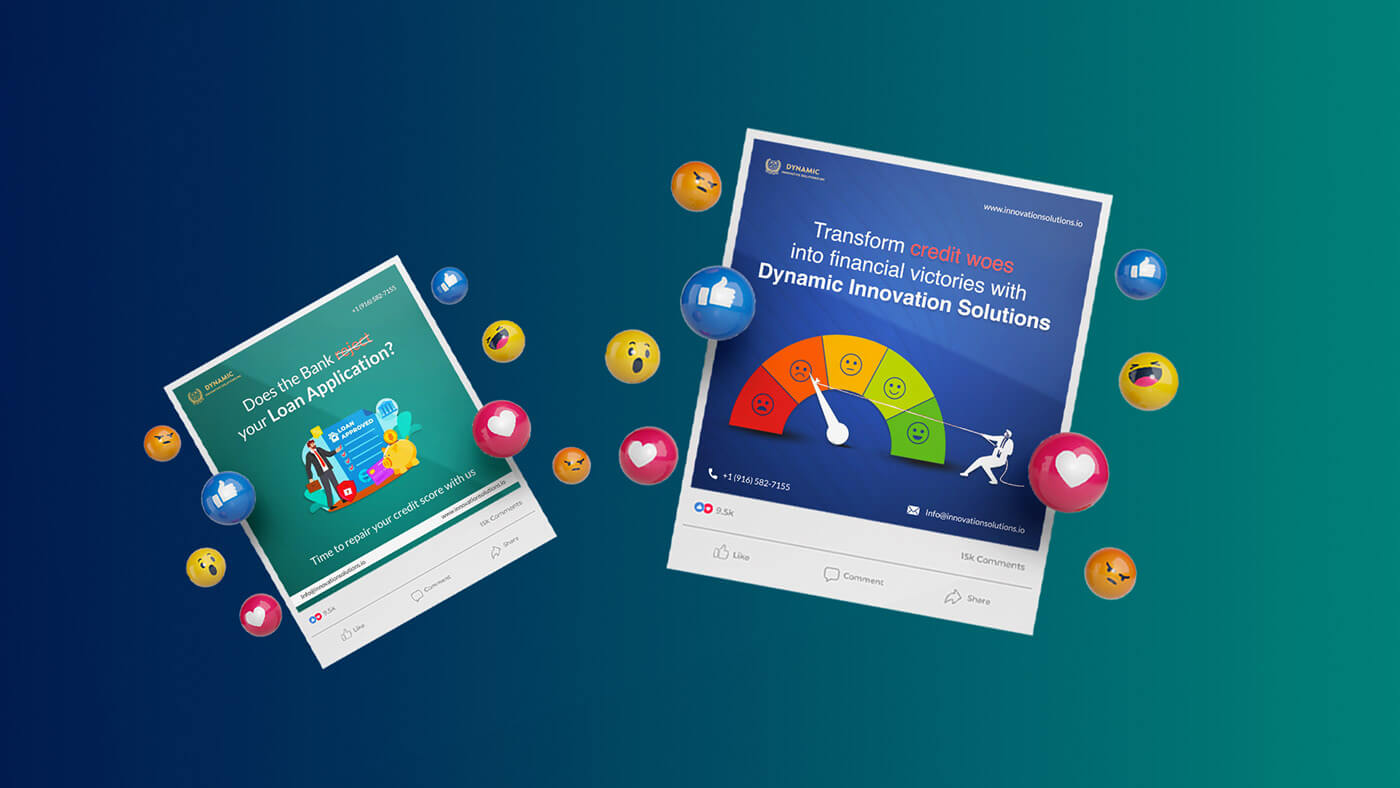 +1 (916) 582-7155
DYNAMIC
Does the Bank reject
your Loan Application?
LOAN
APPROVED
Time to repair your credit score with us
www.innovationsolutions.io
Info@innovationsolutions.io
9.5k
15k Comments
Like
Comment
Share
DYNAMIC
INNOVATIVE SOLUTIONS INC
www.innovationsolutions.io
Transform credit woes
into financial victories with
Dynamic Innovation Solutions
+1 (916) 582-7155
Info@innovationsolutions.io
9.5k
15k Comments
Like
Comment
Share